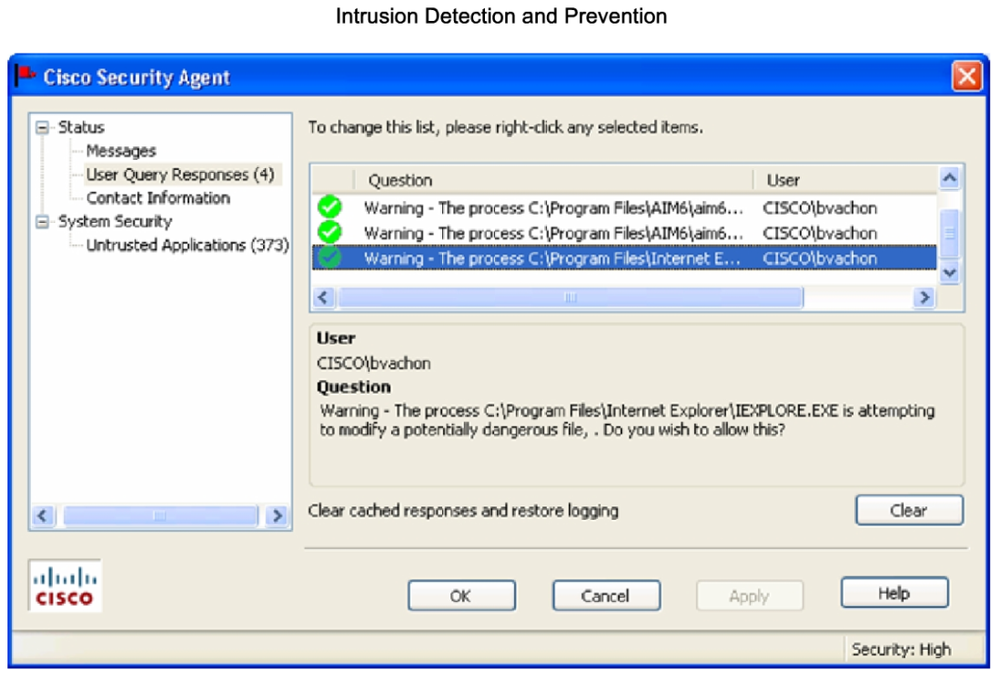 Intrusion Detection and Prevention
Cisco Security Agent
Status
Messages
User Query Responses (4)
Contact Information
System Security
Untrusted Applications (373)
To change this list, please right-click any selected items.
Question User
Warning - The process C:\Program Files\AIM6\aim6... CISCO\bvachon
Warning - The process C:\Program Files\AIM6\aim6... CISCO\bvachon
Warning - The process C:\Program Files\Internet E... CISCO\bvachon
User
CISCO\bvachon
Question
Warning - The process C:\Program Files\Internet Explorer\IEXPLORE.EXE is attempting
to modify a potentially dangerous file, . Do you wish to allow this?
Clear cached responses and restore logging
Clear
CISCO
OK Cancel Apply Help
Security: High